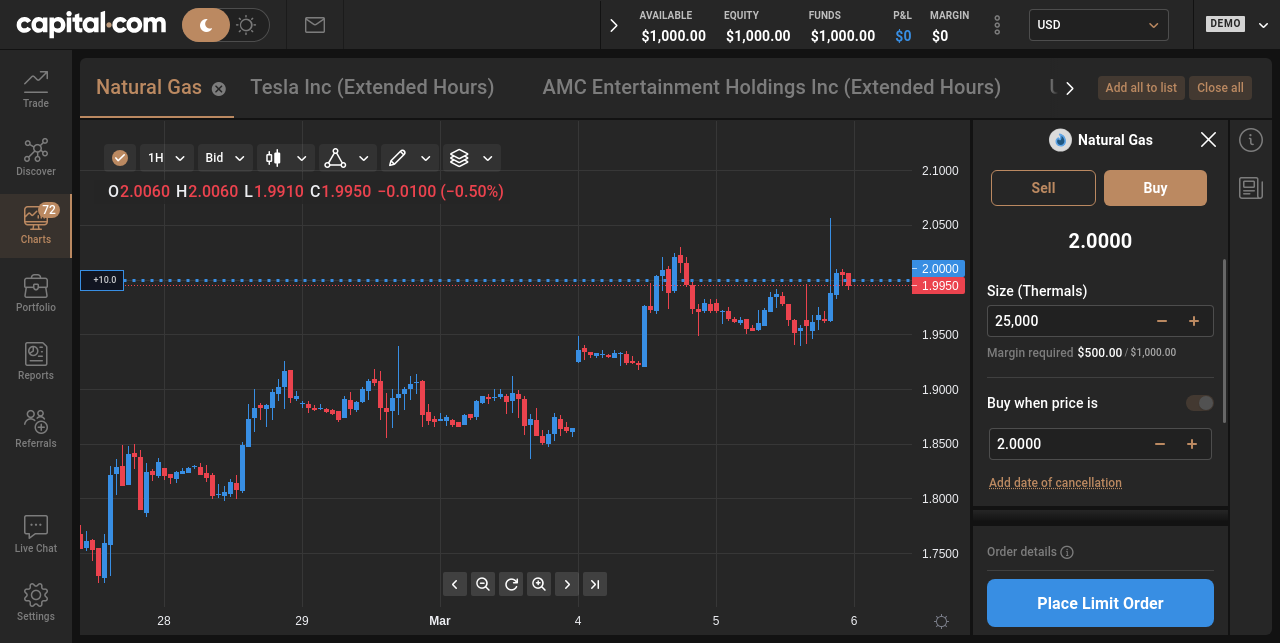 capital.com
AVAILABLE EQUITY FUNDS P&L MARGIN
$1,000.00 $1,000.00 $1,000.00 $0 $0
USD
DEMO
Trade
Discover
72
Charts
Portfolio
Reports
Referrals
Live Chat
Settings
Natural Gas Tesla Inc (Extended Hours) AMC Entertainment Holdings Inc (Extended Hours)
Add all to list Close all
1H Bid
O2.0060 H2.0060 L1.9910 C1.9950 −0.0100 (−0.50%)
+10.0
2.1000
2.0500
2.0000
1.9950
1.9500
1.9000
1.8500
1.8000
1.7500
28 29 Mar 4 5 6
Natural Gas
Sell Buy
2.0000
Size (Thermals)
25,000
Margin required $500.00 / $1,000.00
Buy when price is
2.0000
Add date of cancellation
Order details
Place Limit Order